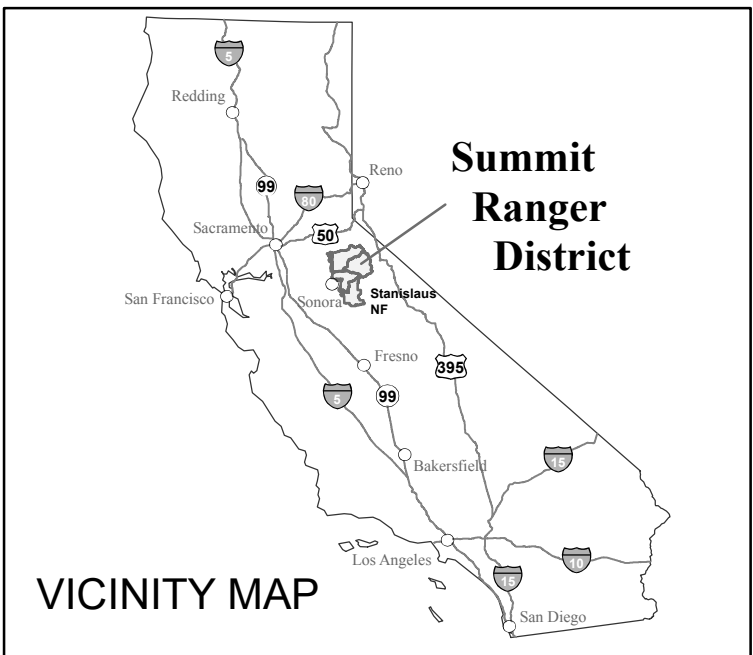 5
Redding
Summit
Ranger
District
Reno
99
80
Sacramento
50
San Francisco
Sonora
Stanislaus
NF
Fresno
395
5
99
Bakersfield
15
Los Angeles
10
15
VICINITY MAP
San Diego